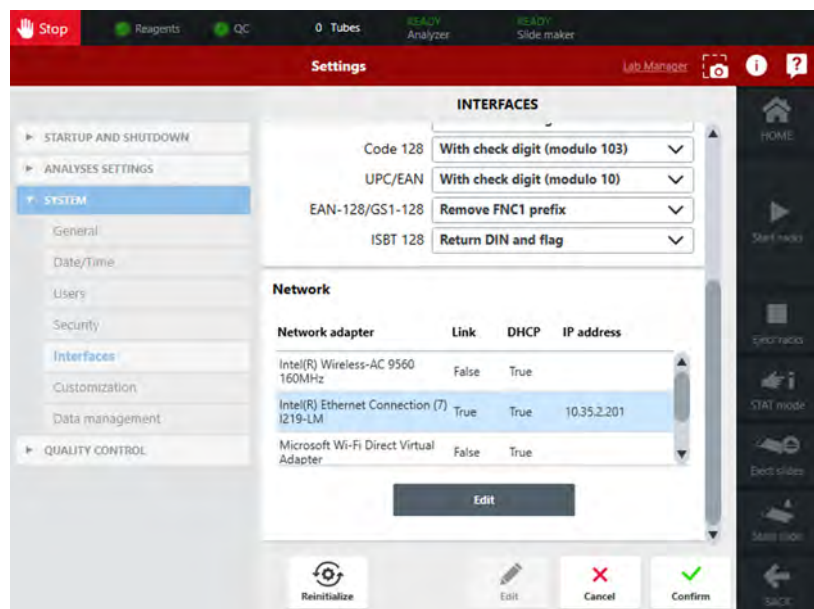 Stop
Reagents
QC
0 Tubes
READY
Analyzer
READY
Slide maker
Settings
Lab Manager
INTERFACES
STARTUP AND SHUTDOWN
ANALYSES SETTINGS
SYSTEM
General
Date/Time
Users
Security
Interfaces
Customization
Data management
QUALITY CONTROL
Code 128 With check digit (modulo 103)
UPC/EAN With check digit (modulo 10)
EAN-128/GS1-128 Remove FNC1 prefix
ISBT 128 Return DIN and flag
Network
Network adapter Link DHCP IP address
Intel(R) Wireless-AC 9560
160MHz False True
Intel(R) Ethernet Connection (7)
I219-LM True True 10.35.2.201
Microsoft Wi-Fi Direct Virtual
Adapter False True
Edit
Reinitialize
Edit
Cancel
Confirm
HOME
Start racks
Eject racks
STAT mode
Eject slides
BACK